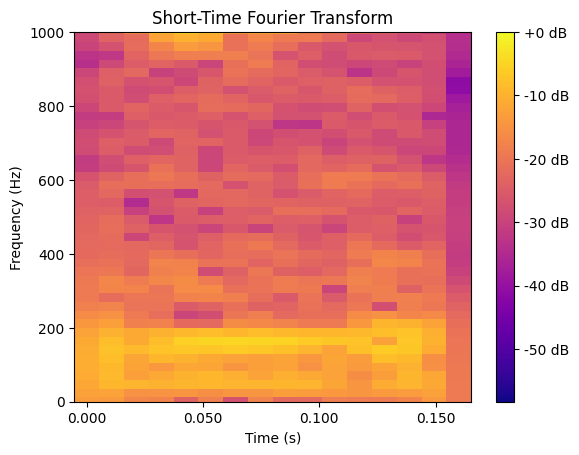 Short-Time Fourier Transform
1000
800
600
400
200
0
Frequency (Hz)
0.000
0.050
0.100
0.150
Time (s)
+0 dB
-10 dB
-20 dB
-30 dB
-40 dB
-50 dB